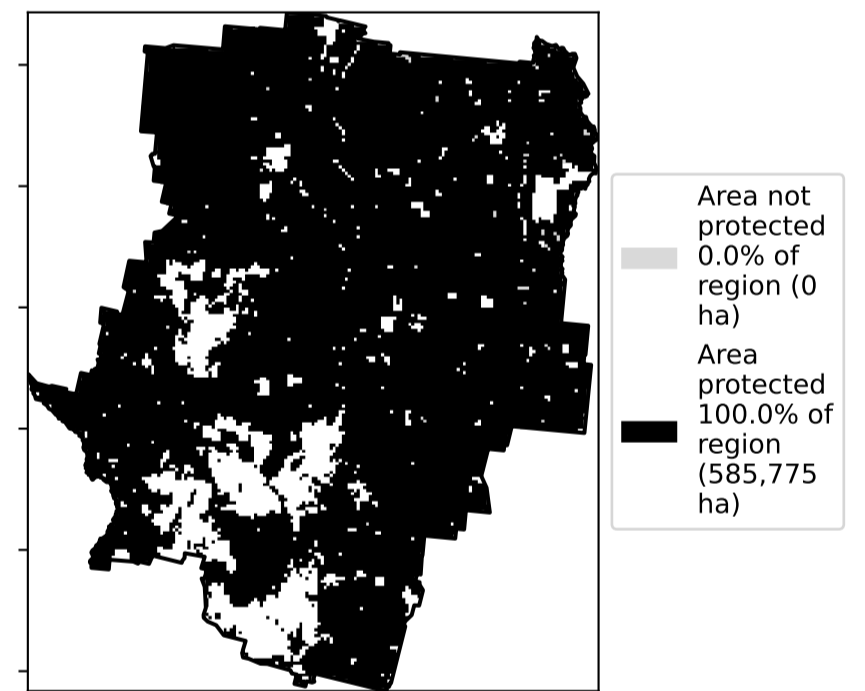 Area not
protected
0.0% of
region (0
ha)
Area
protected
100.0% of
region
(585,775
ha)